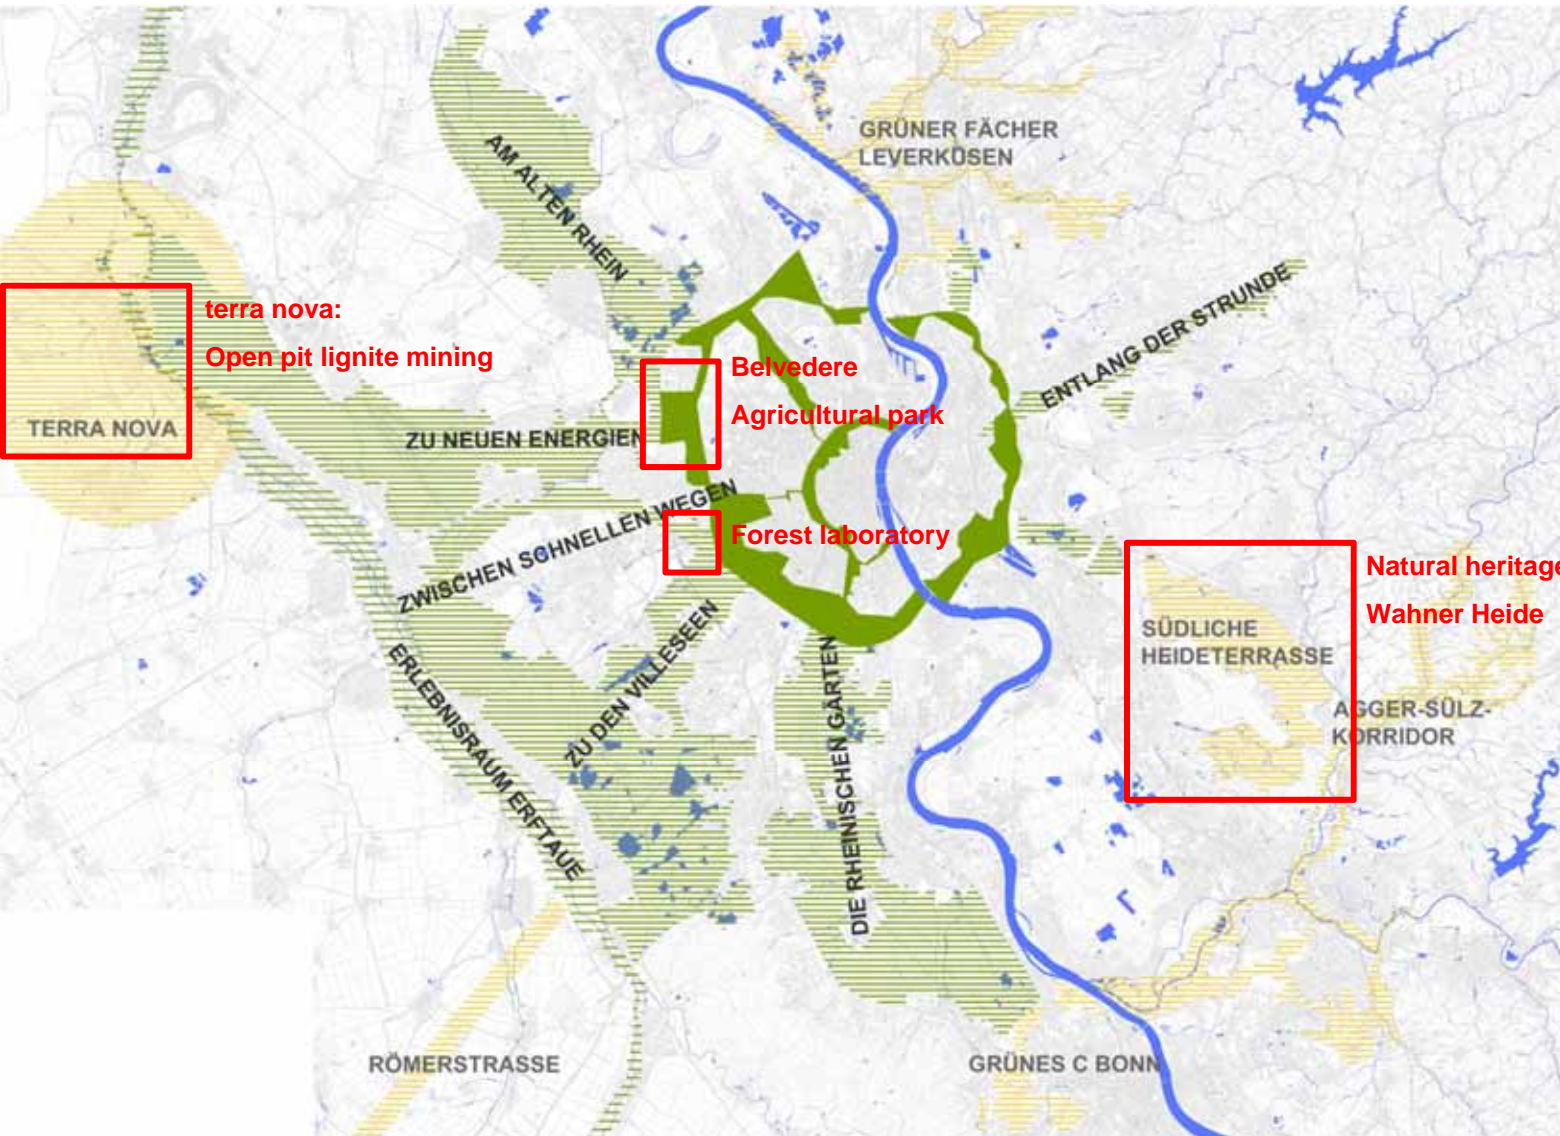 GRÜNER FÄCHER
LEVERKUSEN
AM ALTEN RHEIN
terra nova:
Open pit lignite mining
ENTLANG DER STRUNDE
Belvedere
Agricultural park
TERRA NOVA
ZU NEUEN ENERGIEN
ZWISCHEN SCHNELLEN WEGEN
Forest laboratory
Natural heritage
Wahner Heide
SÜDLICHE
HEIDETERRASSE
ZU DEN VILLESEEN
ERLEBNISRAUM ERFTAUE
DIE RHEINISCHEN GÄRTEN
AGGER-SÜLZ-
KORRIDOR
RÖMERSTRASSE
GRÜNES C BONN